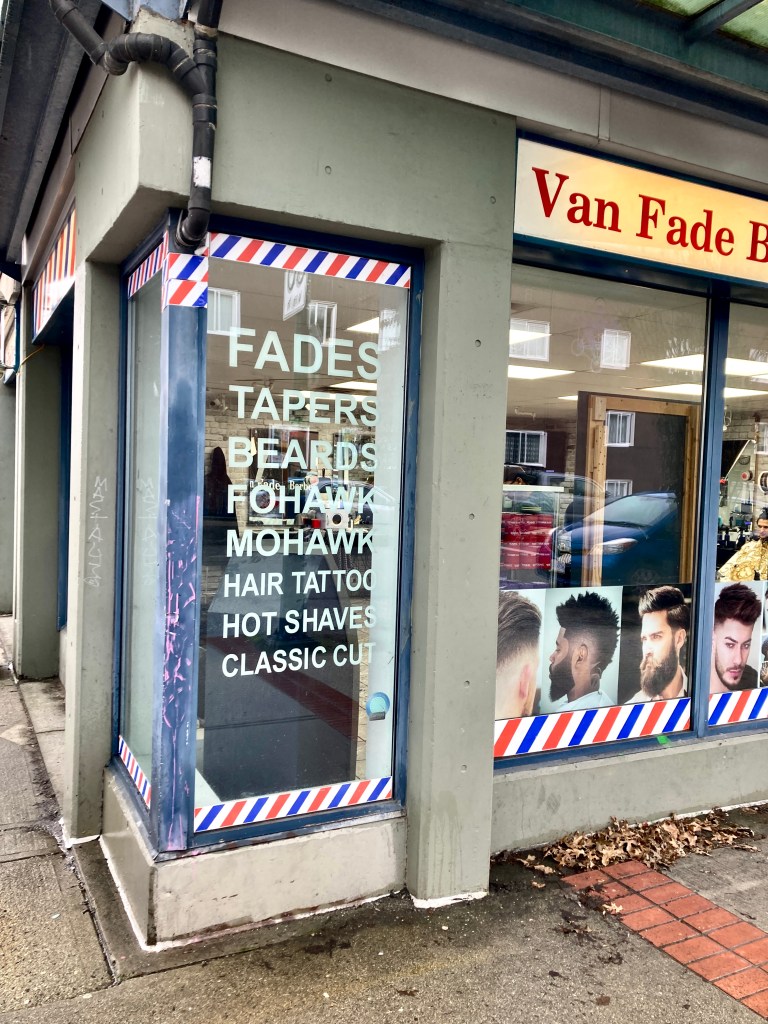 Van Fade B
FADES
TAPERS
BEARDS
FOHAWK
MOHAWK
HAIR TATTOO
HOT SHAVES
CLASSIC CUT